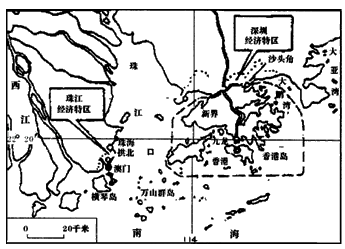 深圳
经济特区
沙头角
大
亚
湾
大
鹏
湾
珠
江
口
西
江
珠江
经济特区
新界
九龙
香港
香港岛
珠海
拱北
澳门
横琴岛
万山群岛
南
海
22
20
114
0 20千米